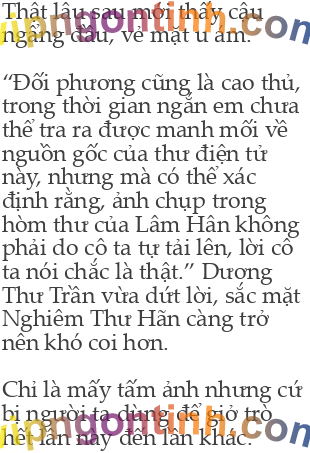 Thật lâu sau mới thấy cậu
ngẩng đầu, vẻ mặt u ám.
“Đối phương cũng là cao thủ,
trong thời gian ngắn em chưa
thể tra ra được manh mối về
nguồn gốc của thư điện tử
này, nhưng mà có thể xác
định rằng, ảnh chụp trong
hòm thư của Lâm Hân không
phải do cô ta tự tải lên, lời cô
ta nói chắc là thật.” Dương
Thư Trần vừa dứt lời, sắc mặt
Nghiêm Thư Hãn càng trở
nên khó coi hơn.
Chỉ là mấy tấm ảnh nhưng cứ
bị người ta dùng để giở trò
hết lần này đến lần khác.
vipngontinh.com